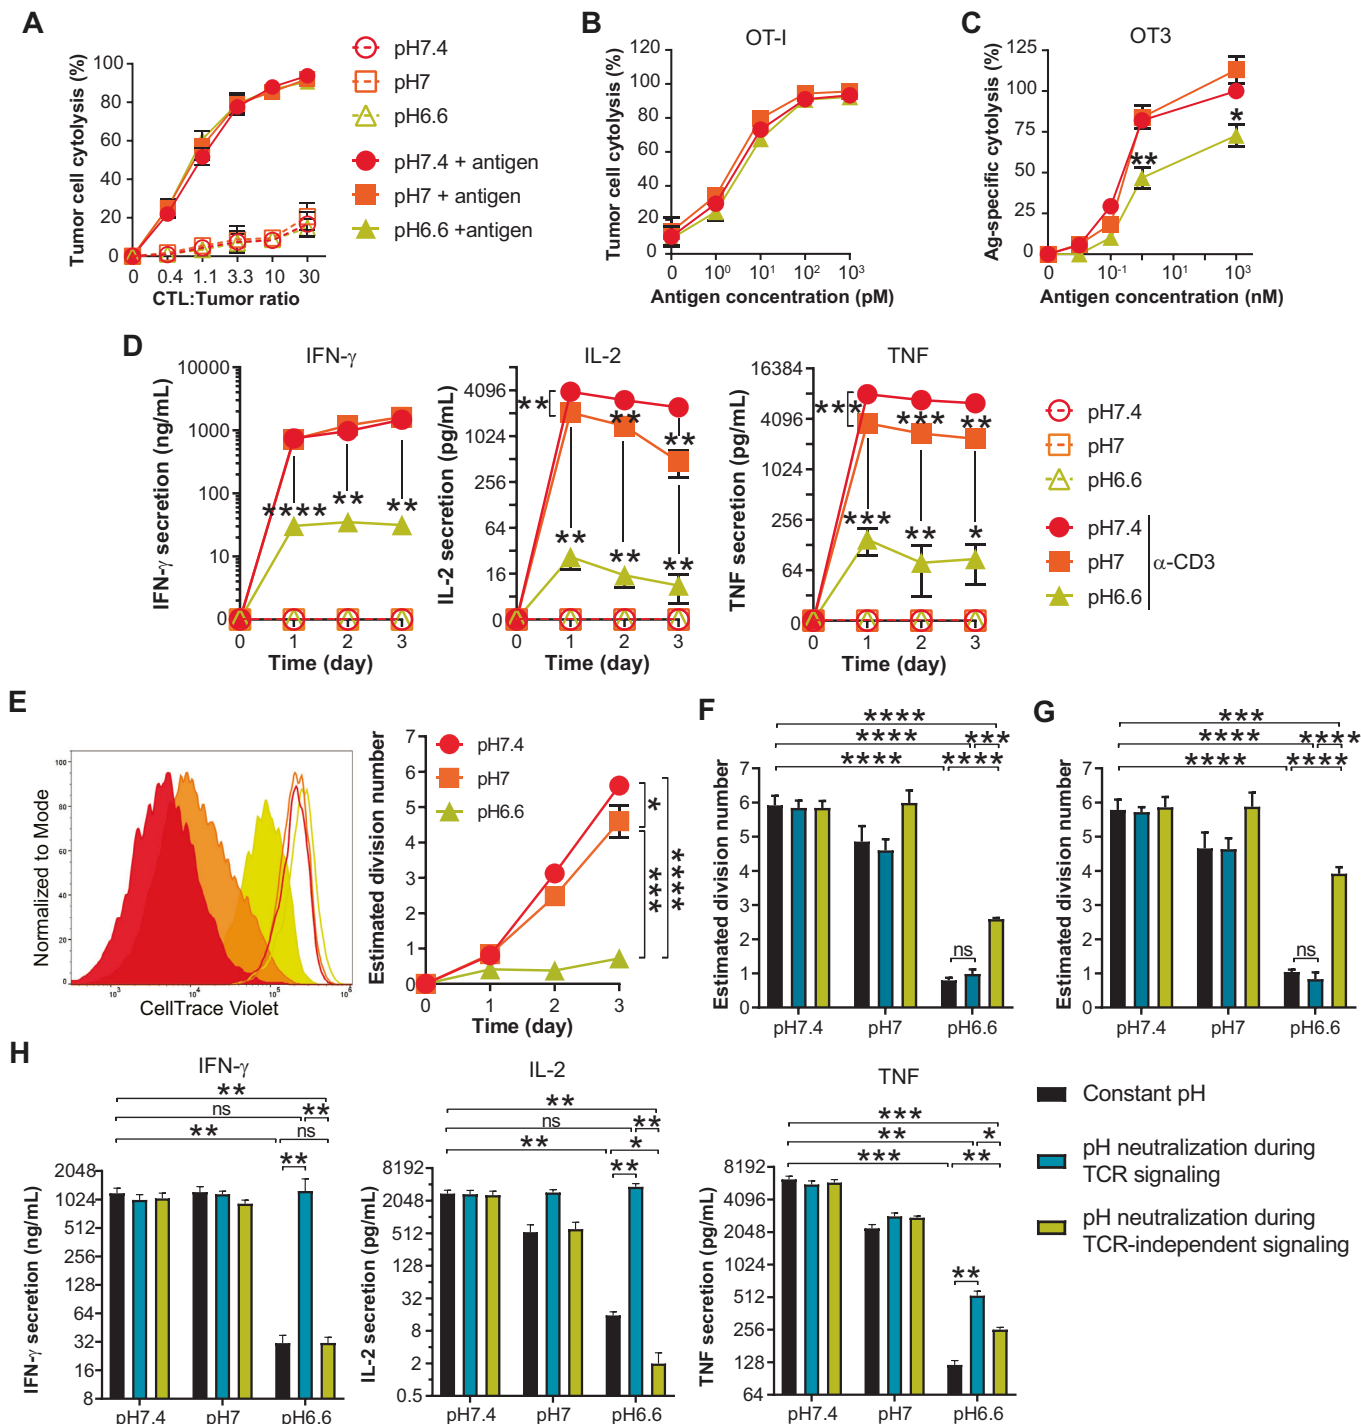 A
Tumor cell cytolysis (%)
100
80
60
40
20
0
0 0.4 1.1 3.3 10 30
CTL:Tumor ratio
pH7.4
pH7
pH6.6
pH7.4 + antigen
pH7 + antigen
pH6.6 +antigen
B
OT-I
Tumor cell cytolysis (%)
120
100
80
60
40
20
0
0 10⁰ 10¹ 10² 10³
Antigen concentration (pM)
C
OT3
Ag-specific cytolysis (%)
125
100
75
50
25
0
** *
0 10⁻¹ 10¹ 10³
Antigen concentration (nM)
D
IFN-γ
IFN-γ secretion (ng/mL)
10000
1000
100
10
0
**** ** **
0 1 2 3
Time (day)
IL-2
IL-2 secretion (pg/mL)
4096
1024
256
64
16
0
** ** **
** ** **
0 1 2 3
Time (day)
TNF
TNF secretion (pg/mL)
16384
4096
1024
256
64
0
*** *** **
*** ** *
0 1 2 3
Time (day)
pH7.4
pH7
pH6.6
pH7.4
pH7
pH6.6
α-CD3
E
Normalized to Mode
100
80
60
40
20
0
10³ 10⁴ 10⁵ 10⁶
CellTrace Violet
Estimated division number
7
6
5
4
3
2
1
0
pH7.4
pH7
pH6.6
*
***
****
0 1 2 3
Time (day)
F
****
**** ***
**** ****
Estimated division number
7
6
5
4
3
2
1
0
ns
pH7.4 pH7 pH6.6
G
***
**** ****
**** ****
Estimated division number
7
6
5
4
3
2
1
0
ns
pH7.4 pH7 pH6.6
H
IFN-γ
**
ns **
** ns
**
IFN-γ secretion (ng/mL)
2048
1024
512
256
128
64
32
16
8
pH7.4 pH7 pH6.6
IL-2
**
ns **
** *
**
IL-2 secretion (pg/mL)
8192
2048
512
128
32
8
2
0.5
pH7.4 pH7 pH6.6
TNF
***
** *
*** **
**
TNF secretion (pg/mL)
8192
4096
2048
1024
512
256
128
64
pH7.4 pH7 pH6.6
Constant pH
pH neutralization during
TCR signaling
pH neutralization during
TCR-independent signaling